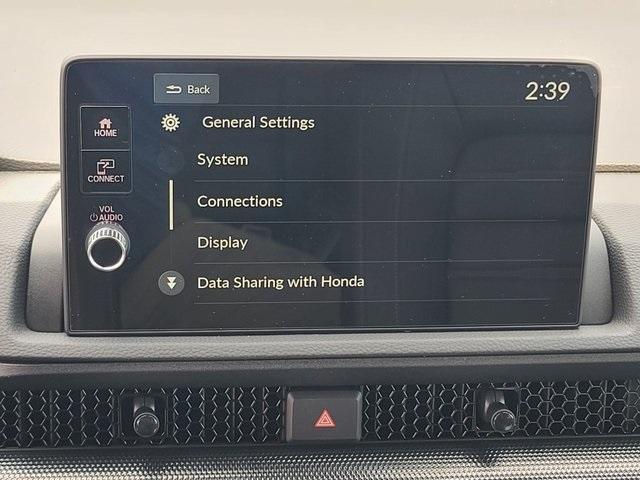 Back
2:39
HOME
General Settings
System
CONNECT
Connections
VOL
AUDIO
Display
Data Sharing with Honda